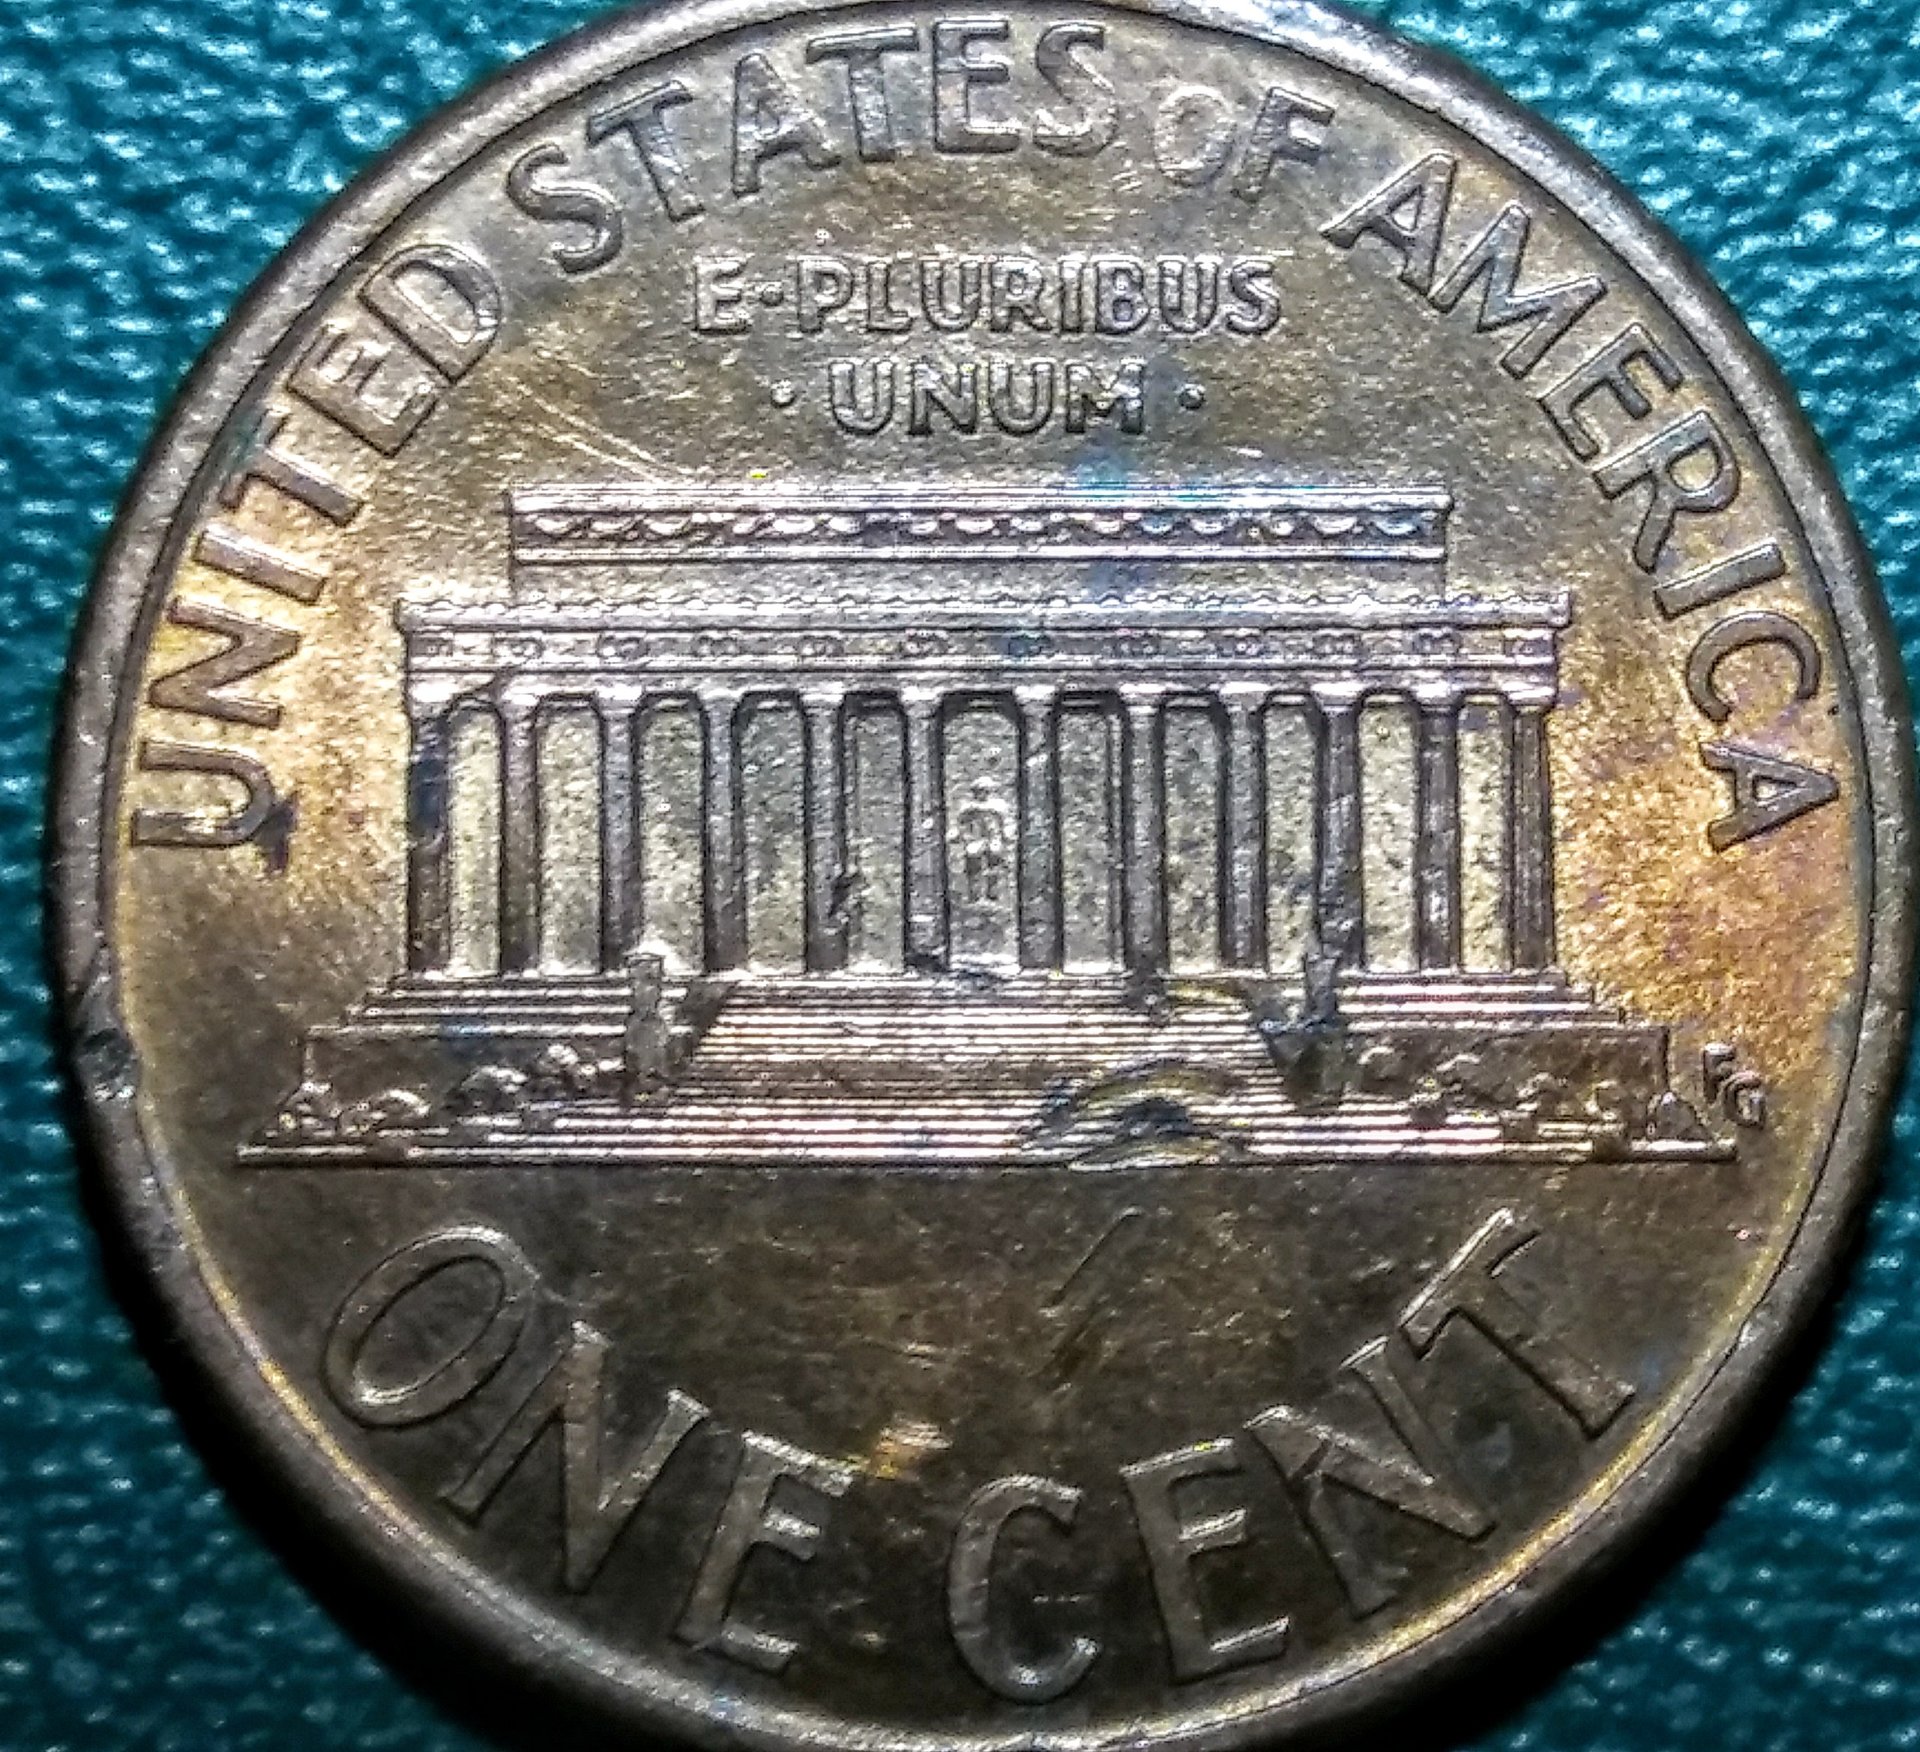 UNITED STATES OF AMERICA
E·PLURIBUS
·UNUM·
FG
ONE CENT